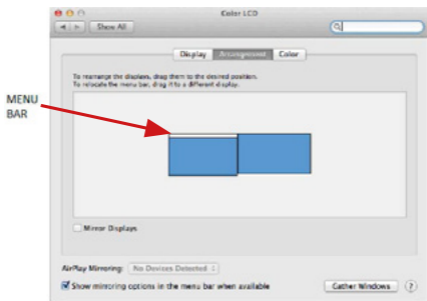 Color LCD
Show All
Display Arrangement Color
To rearrange the displays, drag them to the desired position.
To relocate the menu bar, drag it to a different display.
MENU
BAR
Mirror Displays
AirPlay Mirroring: No Devices Detected
Show mirroring options in the menu bar when available
Gather Windows ?